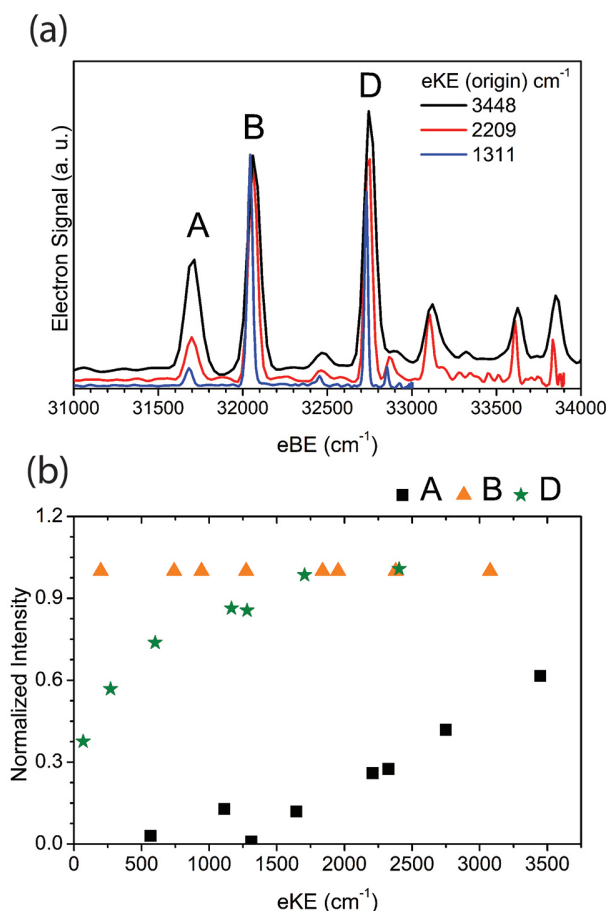 (a)
A
B
D
eKE (origin) cm-1
3448
2209
1311
Electron Signal (a. u.)
31000 31500 32000 32500 33000 33500 34000
eBE (cm-1)
(b)
A B D
1.2
0.9
0.6
0.3
0.0
Normalized Intensity
0 500 1000 1500 2000 2500 3000 3500
eKE (cm-1)